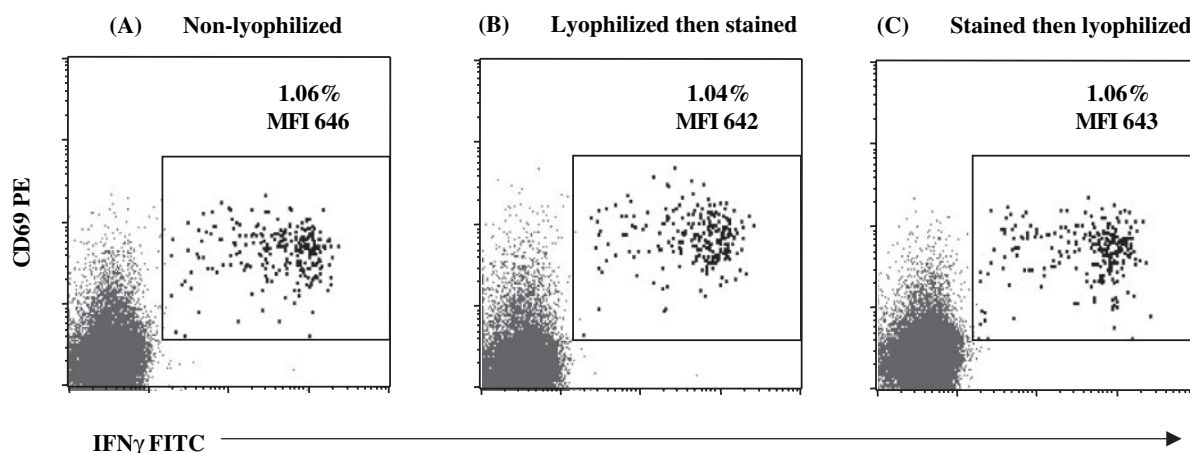 (A) Non-lyophilized
(B) Lyophilized then stained
(C) Stained then lyophilized
1.06%
MFI 646
1.04%
MFI 642
1.06%
MFI 643
CD69 PE
IFNγ FITC